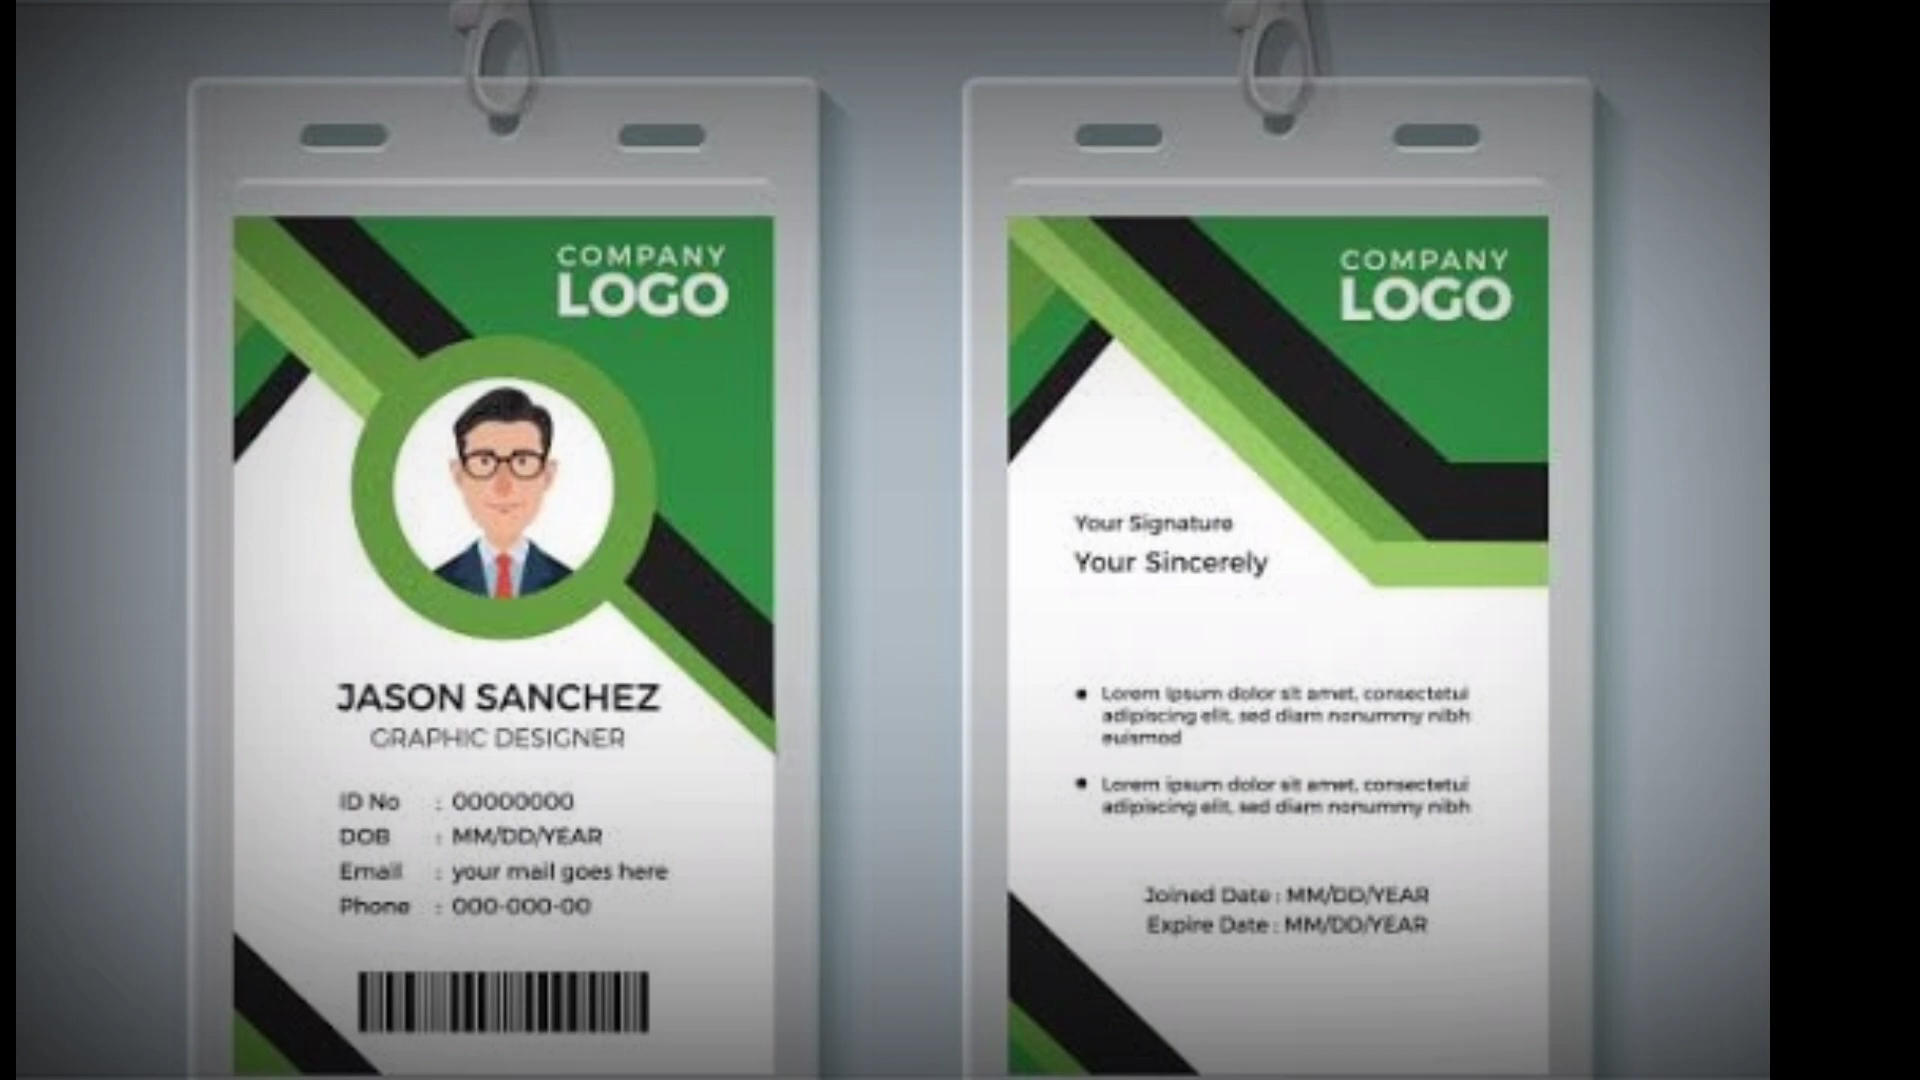 COMPANY
LOGO
JASON SANCHEZ
GRAPHIC DESIGNER
ID No : 00000000
DOB : MM/DD/YEAR
Email : your mail goes here
Phone : 000-000-00
COMPANY
LOGO
Your Signature
Your Sincerely
• Lorem ipsum dolor sit amet, consectetui
adipiscing elit, sed diam nonummy nibh
euismod
• Lorem ipsum dolor sit amet, consectetui
adipiscing elit, sed diam nonummy nibh
Joined Date : MM/DD/YEAR
Expire Date : MM/DD/YEAR